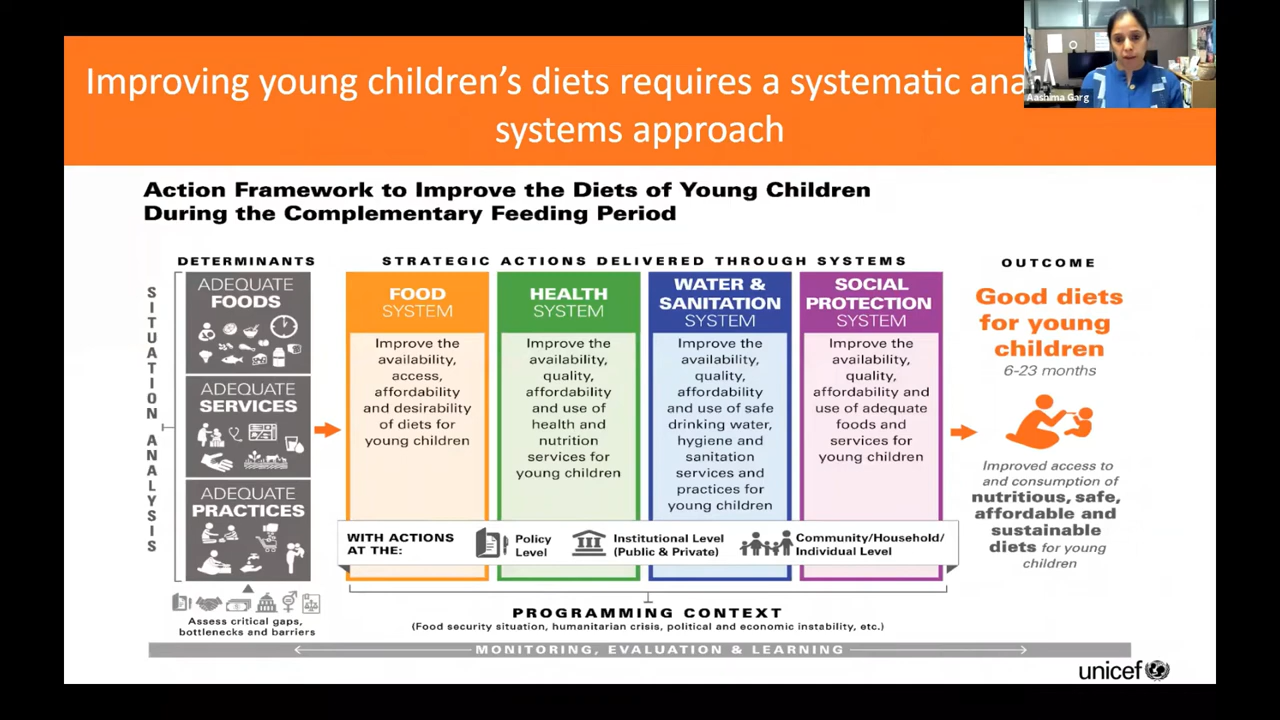 Improving young children's diets requires a systematic ana
systems approach
Aashima Garg
Action Framework to Improve the Diets of Young Children
During the Complementary Feeding Period
SITUATION ANALYSIS
DETERMINANTS
ADEQUATE
FOODS
ADEQUATE
SERVICES
ADEQUATE
PRACTICES
Assess critical gaps,
bottlenecks and barriers
STRATEGIC ACTIONS DELIVERED THROUGH SYSTEMS
FOOD
SYSTEM
Improve the
availability,
access,
affordability
and desirability
of diets for
young children
HEALTH
SYSTEM
Improve the
availability,
quality,
affordability
and use of
health and
nutrition
services for
young children
WATER &
SANITATION
SYSTEM
Improve the
availability,
quality,
affordability
and use of safe
drinking water,
hygiene and
sanitation
services and
practices for
young children
SOCIAL
PROTECTION
SYSTEM
Improve the
availability,
quality,
affordability and
use of adequate
foods and
services for
young children
WITH ACTIONS
AT THE:
Policy
Level
Institutional Level
(Public & Private)
Community/Household/
Individual Level
OUTCOME
Good diets
for young
children
6-23 months
Improved access to
and consumption of
nutritious, safe,
affordable and
sustainable
diets for young
children
PROGRAMMING CONTEXT
(Food security situation, humanitarian crisis, political and economic instability, etc.)
MONITORING, EVALUATION & LEARNING
unicef